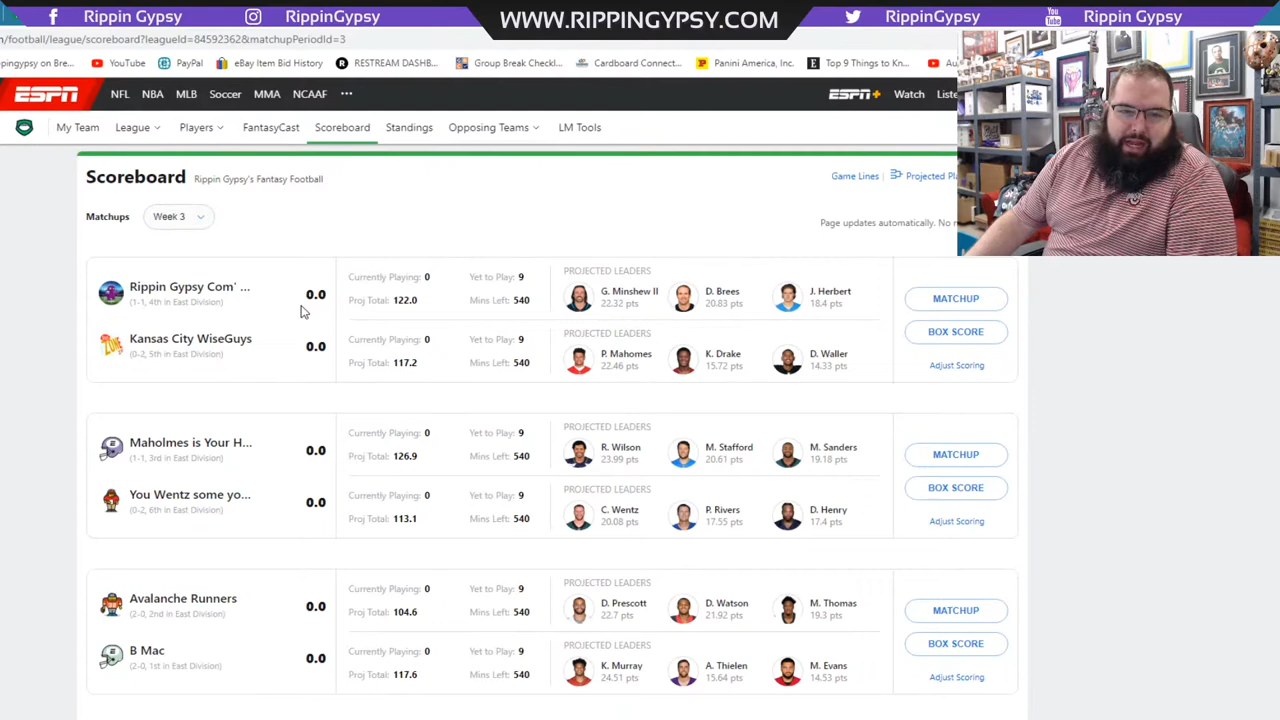 Rippin Gypsy
RippinGypsy
WWW.RIPPINGYPSY.COM
RippinGypsy
You Tube Rippin Gypsy
/football/league/scoreboard?leagueId=84592362&matchupPeriodId=3
pingypsy on Bre...
YouTube
PayPal
eBay Item Bid History
RESTREAM DASHB...
Group Break Checkl...
Cardboard Connect...
Panini America, Inc.
Top 9 Things to Kn...
ESPN
NFL
NBA
MLB
Soccer
MMA
NCAAF
•••
ESPN+
Watch
My Team
League
Players
FantasyCast
Scoreboard
Standings
Opposing Teams
LM Tools
Scoreboard
Rippin Gypsy's Fantasy Football
Game Lines
Matchups
Week 3
Page updates automatically.
Rippin Gypsy Com' ...
(1-1, 4th in East Division)
0.0
Currently Playing: 0
Yet to Play: 9
Proj Total: 122.0
Mins Left: 540
PROJECTED LEADERS
G. Minshew II
22.32 pts
D. Brees
20.83 pts
J. Herbert
18.4 pts
MATCHUP
Kansas City WiseGuys
(0-2, 5th in East Division)
0.0
Currently Playing: 0
Yet to Play: 9
Proj Total: 117.2
Mins Left: 540
PROJECTED LEADERS
P. Mahomes
22.46 pts
K. Drake
15.72 pts
D. Waller
14.33 pts
BOX SCORE
Adjust Scoring
Maholmes is Your H...
(1-1, 3rd in East Division)
0.0
Currently Playing: 0
Yet to Play: 9
Proj Total: 126.9
Mins Left: 540
PROJECTED LEADERS
R. Wilson
23.99 pts
M. Stafford
20.61 pts
M. Sanders
19.18 pts
MATCHUP
You Wentz some yo...
(0-2, 6th in East Division)
0.0
Currently Playing: 0
Yet to Play: 9
Proj Total: 113.1
Mins Left: 540
PROJECTED LEADERS
C. Wentz
20.08 pts
P. Rivers
17.55 pts
D. Henry
17.4 pts
BOX SCORE
Adjust Scoring
Avalanche Runners
(2-0, 2nd in East Division)
0.0
Currently Playing: 0
Yet to Play: 9
Proj Total: 104.6
Mins Left: 540
PROJECTED LEADERS
D. Prescott
22.7 pts
D. Watson
21.92 pts
M. Thomas
19.3 pts
MATCHUP
B Mac
(2-0, 1st in East Division)
0.0
Currently Playing: 0
Yet to Play: 9
Proj Total: 117.6
Mins Left: 540
PROJECTED LEADERS
K. Murray
24.51 pts
A. Thielen
15.64 pts
M. Evans
14.53 pts
BOX SCORE
Adjust Scoring